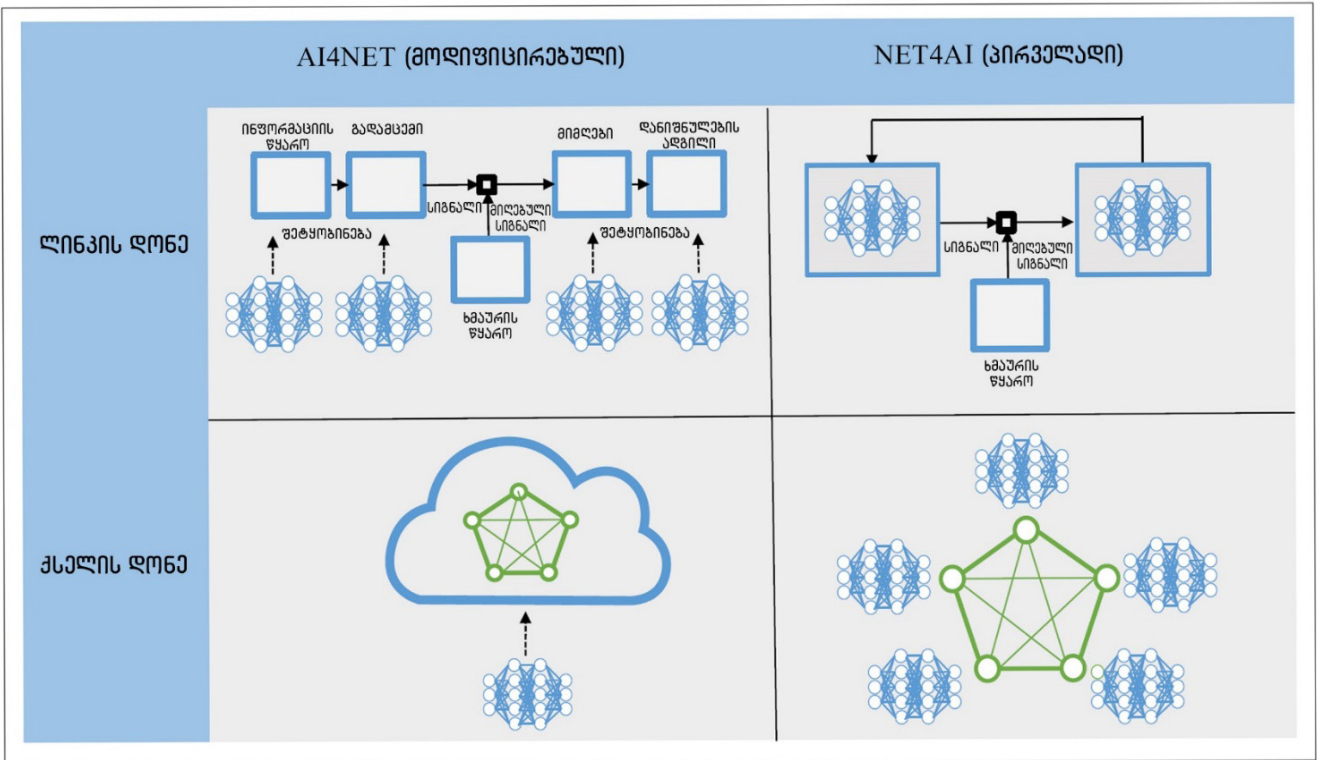 AI4NET (მოდიფიცირებული)
NET4AI (პირველადი)
ლინკის დონე
ინფორმაციის
წყარო
გადამცემი
მიმღები
დანიშნულების
ადგილი
სიგნალი
მიღებული
სიგნალი
შეტყობინება
შეტყობინება
ხმაურის
წყარო
სიგნალი
მიღებული
სიგნალი
ხმაურის
წყარო
ქსელის დონე